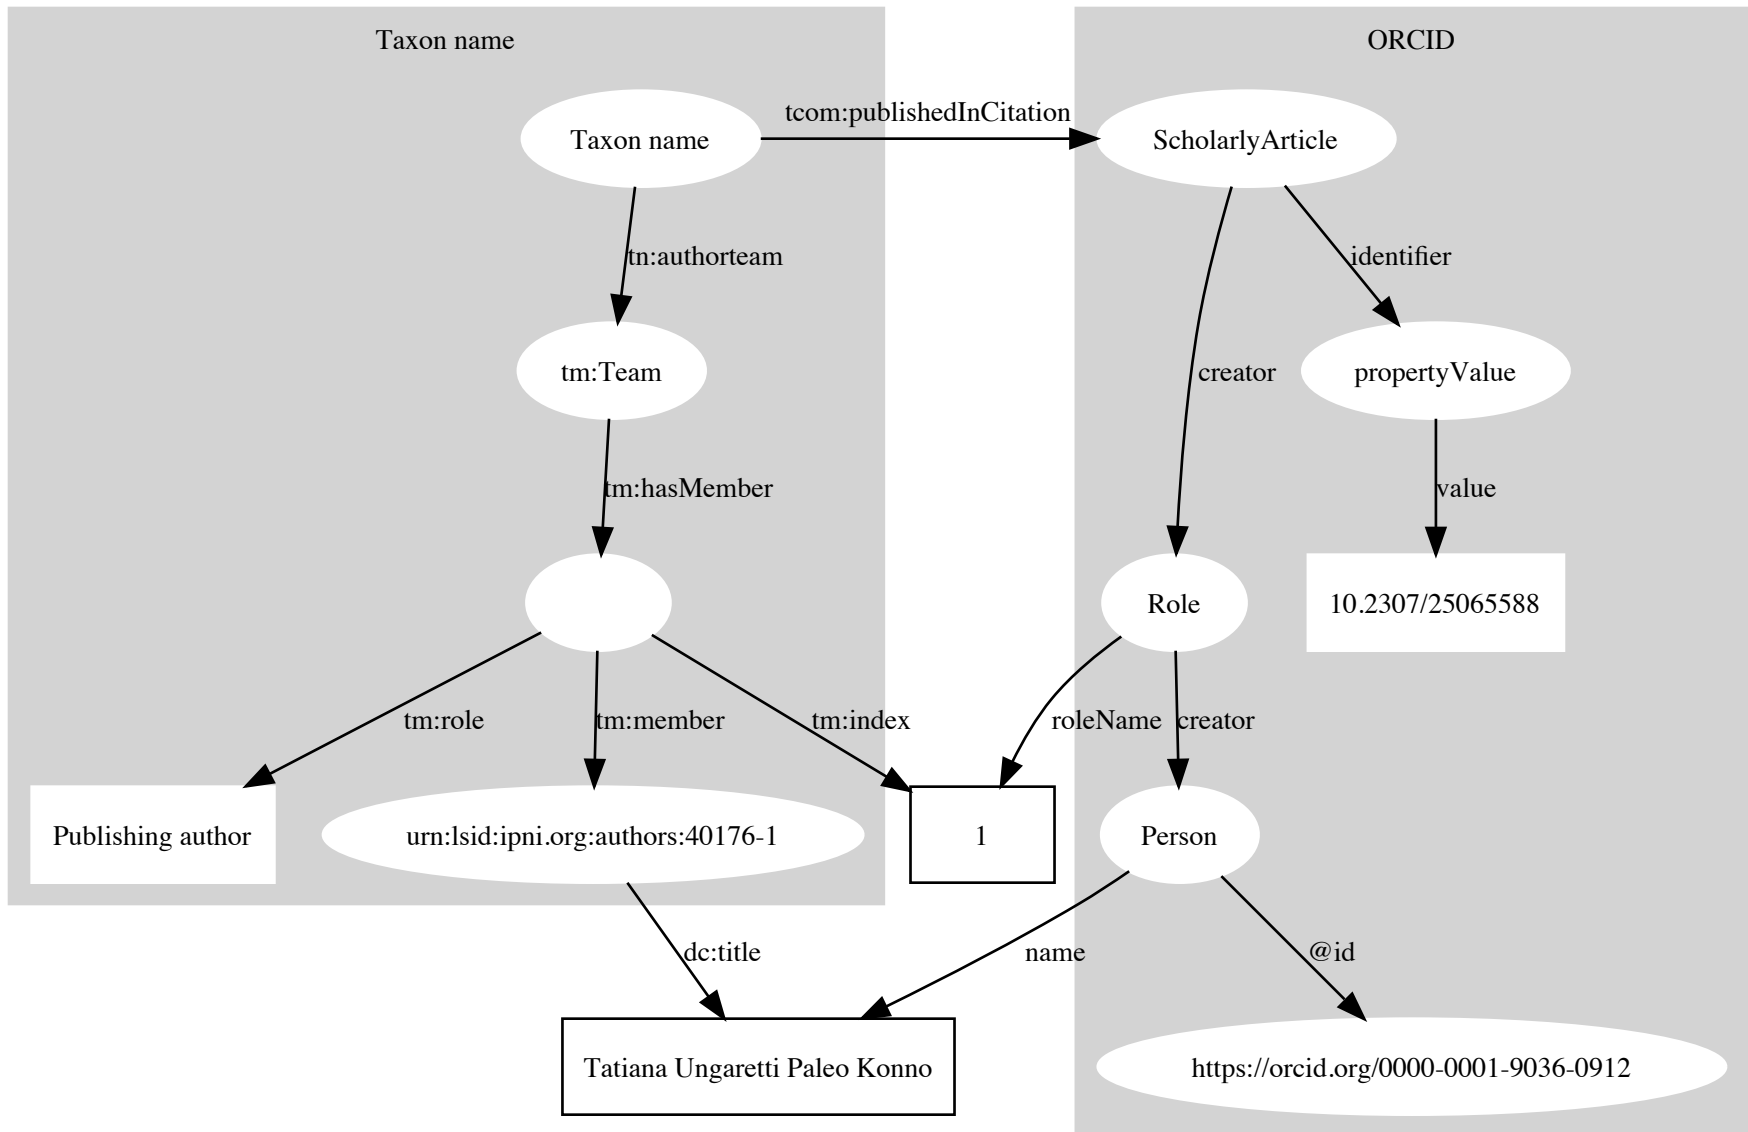 Taxon name
ORCID
tcom:publishedInCitation
Taxon name
ScholarlyArticle
tn:authorteam
identifier
tm:Team
creator
propertyValue
tm:hasMember
value
Role
10.2307/25065588
tm:role
tm:member
tm:index
roleName
creator
Publishing author
urn:lsid:ipni.org:authors:40176-1
1
Person
dc:title
name
@id
Tatiana Ungaretti Paleo Konno
https://orcid.org/0000-0001-9036-0912